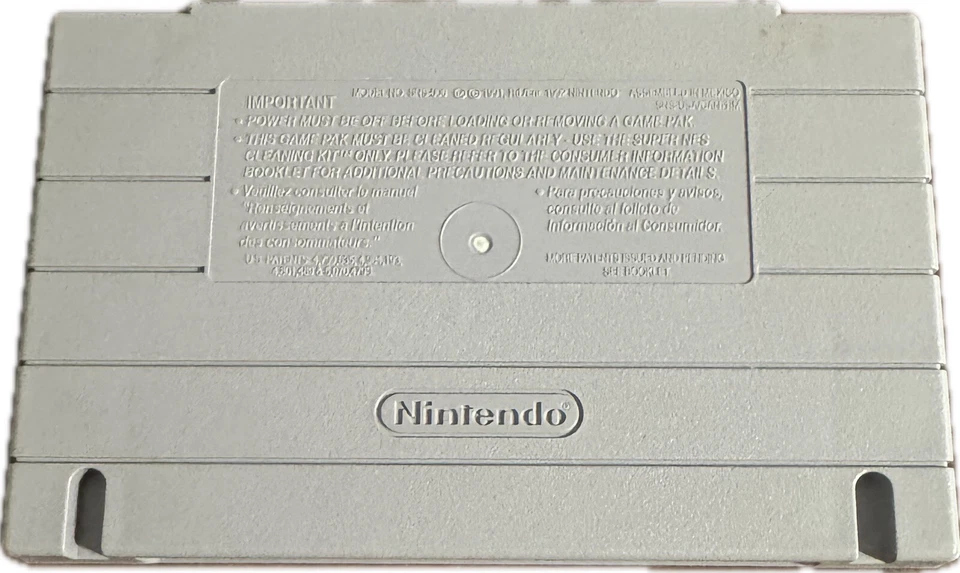 MODEL NO. SNS-006 ©1991, 1992 NINTENDO ASSEMBLED IN MEXICO
IMPORTANT
• POWER MUST BE OFF BEFORE LOADING OR REMOVING A GAME PAK
• THIS GAME PAK MUST BE CLEANED REGULARLY - USE THE SUPER NES
CLEANING KIT™ ONLY. PLEASE REFER TO THE CONSUMER INFORMATION
BOOKLET FOR ADDITIONAL PRECAUTIONS AND MAINTENANCE DETAILS.
• Veuillez consulter le manuel
"Renseignements et
avertissements a l'intention
des consommateurs."
• Para precauciones y avisos,
consulte al folleto de
Información al Consumidor.
U.S. PATENTS
MORE PATENTS ISSUED AND PENDING
SEE BOOKLET
Nintendo®